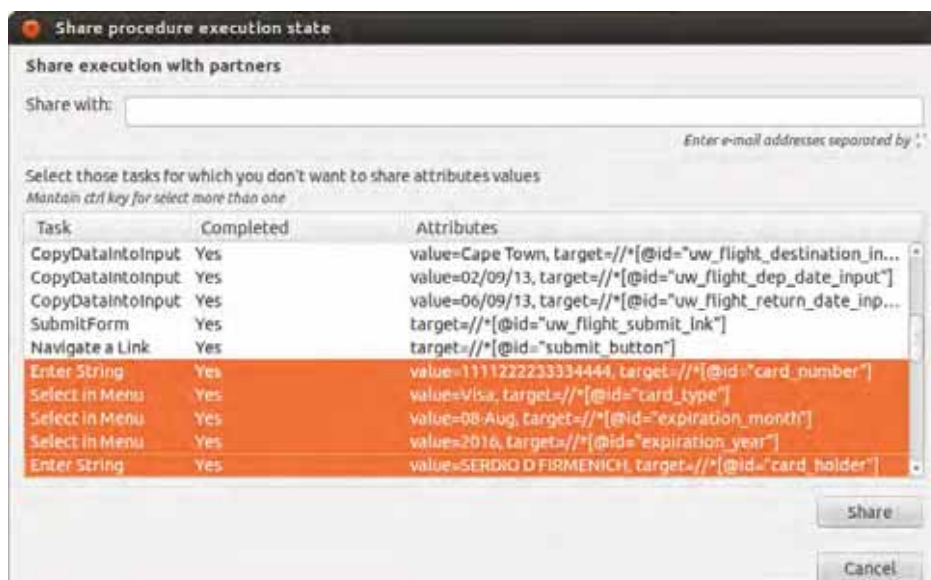 Share procedure execution state
Share execution with partners
Share with:
Enter e-mail addresses separated by ','
Select those tasks for which you don't want to share attributes values
Mantain ctrl key for select more than one
Task Completed Attributes
CopyDataIntoInput Yes value=Cape Town, target=//*[@id="uw_flight_destination_in...
CopyDataIntoInput Yes value=02/09/13, target=//*[@id="uw_flight_dep_date_input"]
CopyDataIntoInput Yes value=06/09/13, target=//*[@id="uw_flight_return_date_inp...
SubmitForm Yes target=//*[@id="uw_flight_submit_lnk"]
Navigate a Link Yes target=//*[@id="submit_button"]
Enter String Yes value=1111222233334444, target=//*[@id="card_number"]
Select in Menu Yes value=Visa, target=//*[@id="card_type"]
Select in Menu Yes value=08-Aug, target=//*[@id="expiration_month"]
Select in Menu Yes value=2016, target=//*[@id="expiration_year"]
Enter String Yes value=SERDIO D FIRMENICH, target=//*[@id="card_holder"]
Share
Cancel